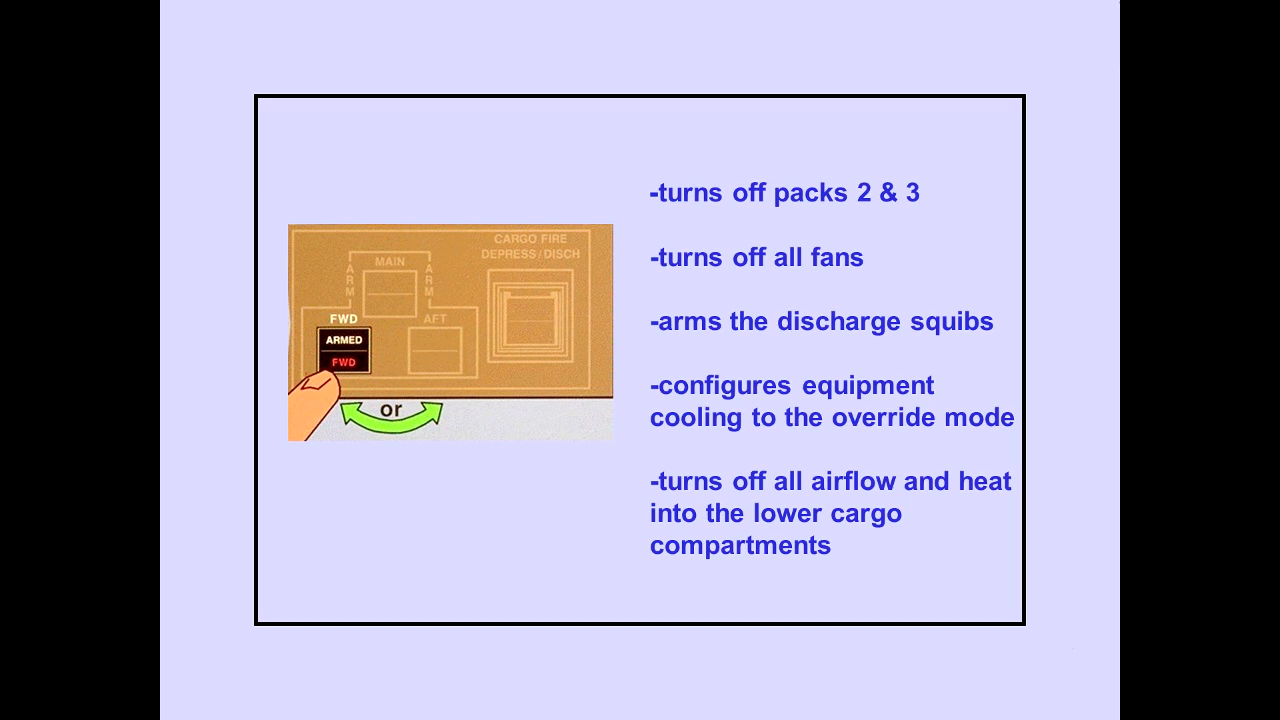 CARGO FIRE
DEPRESS / DISCH
MAIN
ARM
ARM
FWD
AFT
ARMED
FWD
or
-turns off packs 2 & 3
-turns off all fans
-arms the discharge squibs
-configures equipment
cooling to the override mode
-turns off all airflow and heat
into the lower cargo
compartments